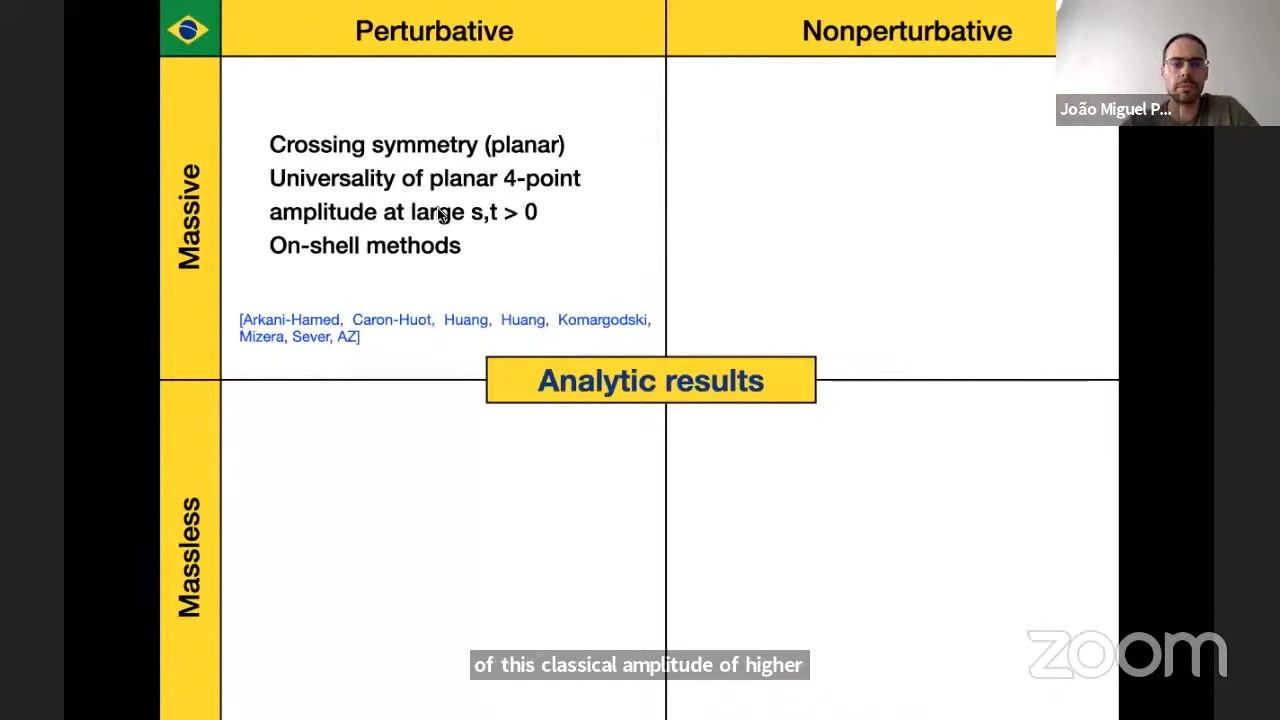 Perturbative
Nonperturbative
João Miguel P...
Massive
Crossing symmetry (planar)
Universality of planar 4-point
amplitude at large s,t > 0
On-shell methods
[Arkani-Hamed, Caron-Huot, Huang, Huang, Komargodski,
Mizera, Sever, AZ]
Analytic results
Massless
of this classical amplitude of higher
zoom